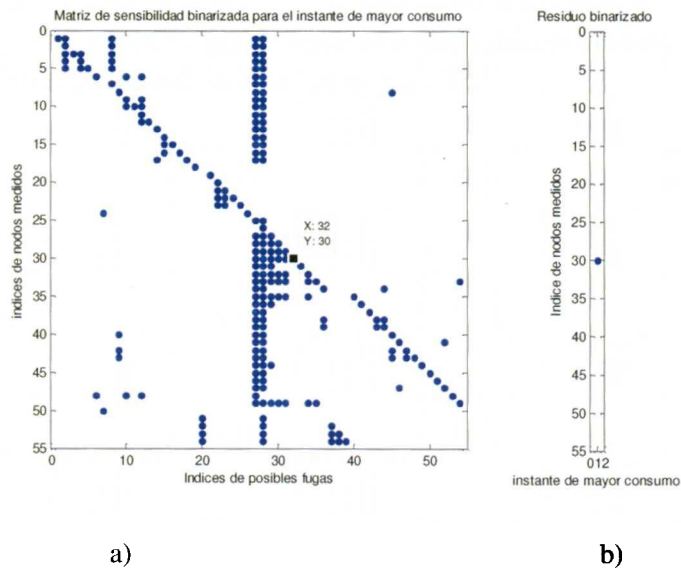 Matriz de sensibilidad binarizada para el instante de mayor consumo
0
5
10
15
20
25
30
35
40
45
50
55
indices de nodos medidos
X: 32
Y: 30
0 10 20 30 40 50
Indices de posibles fugas
a)
Residuo binarizado
0
5
10
15
20
25
30
35
40
45
50
55
Indice de nodos medidos
012
instante de mayor consumo
b)